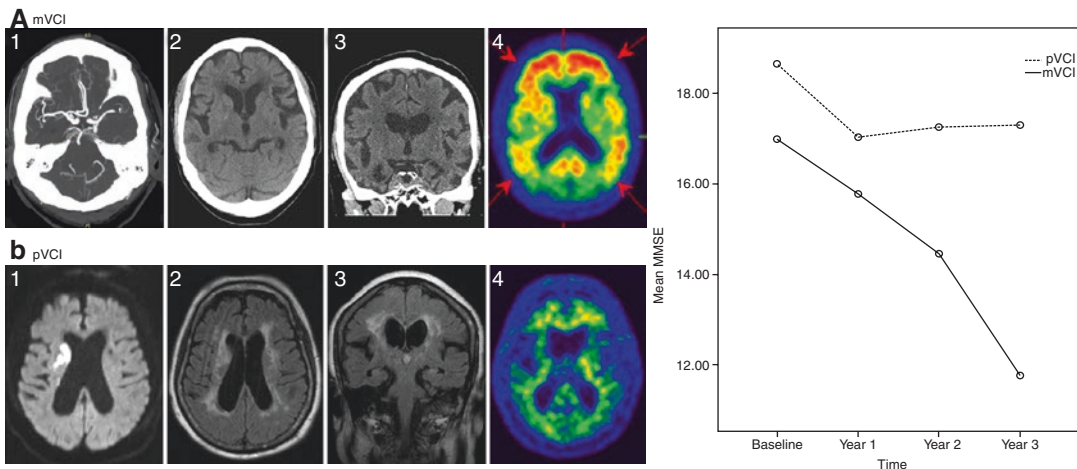 A mVCI
1
2
3
4
b pVCI
1
2
3
4
pVCI
mVCI
18.00
16.00
14.00
12.00
Mean MMSE
Baseline
Year 1
Year 2
Year 3
Time